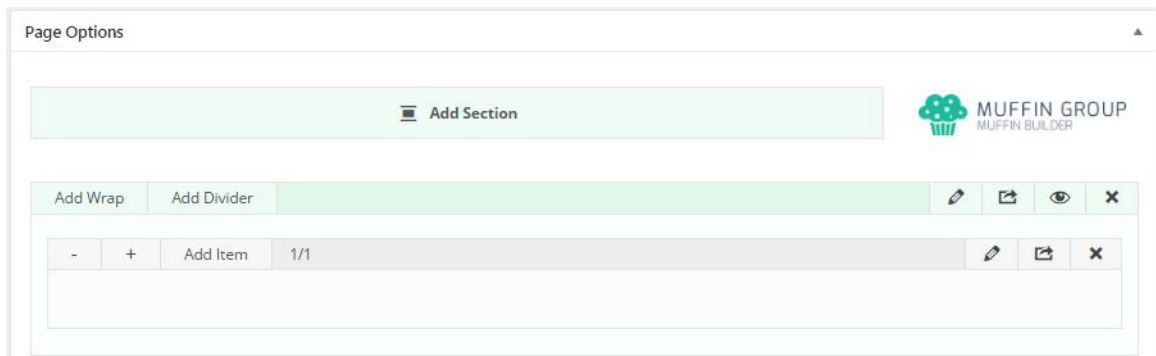 Page Options
Add Section
MUFFIN GROUP
MUFFIN BUILDER
Add Wrap Add Divider
- + Add Item 1/1